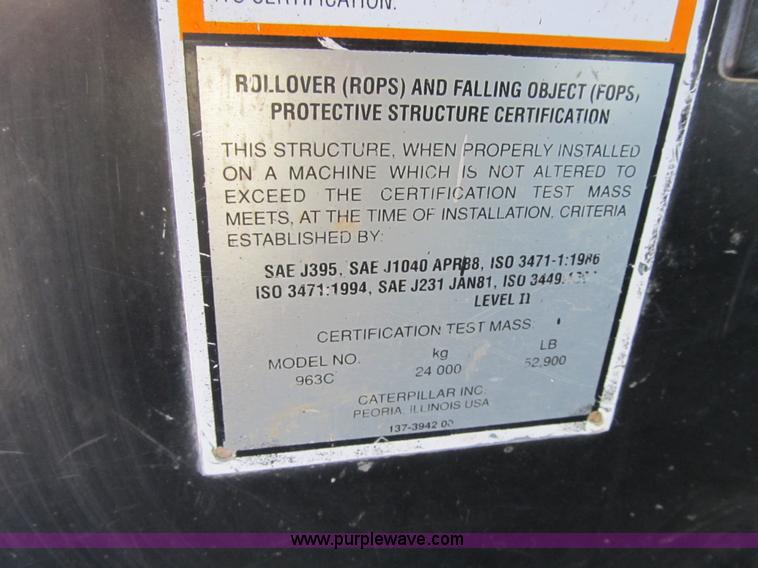 TO CERTIFICATION.
ROLLOVER (ROPS) AND FALLING OBJECT (FOPS)
PROTECTIVE STRUCTURE CERTIFICATION
THIS STRUCTURE, WHEN PROPERLY INSTALLED
ON A MACHINE WHICH IS NOT ALTERED TO
EXCEED THE CERTIFICATION TEST MASS
MEETS, AT THE TIME OF INSTALLATION, CRITERIA
ESTABLISHED BY:
SAE J395, SAE J1040 APR88, ISO 3471-1:1986
ISO 3471:1994, SAE J231 JAN81, ISO 3449
LEVEL II
CERTIFICATION TEST MASS
MODEL NO. kg LB
963C 24 000 52,900
CATERPILLAR INC.
PEORIA, ILLINOIS USA
137-3942 00
www.purplewave.com